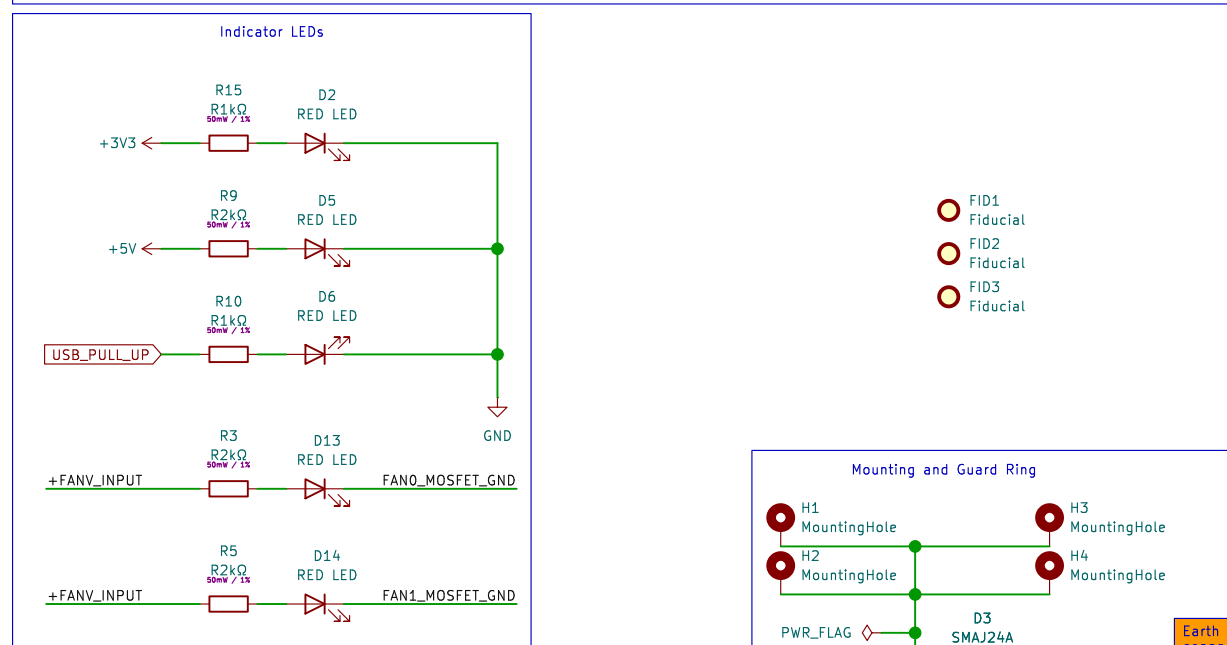 Indicator LEDs
R15
R1kΩ
50mW / 1%
D2
RED LED
+3V3
R9
R2kΩ
50mW / 1%
D5
RED LED
+5V
R10
R1kΩ
50mW / 1%
D6
RED LED
USB_PULL_UP
GND
R3
R2kΩ
50mW / 1%
D13
RED LED
+FANV_INPUT
FAN0_MOSFET_GND
R5
R2kΩ
50mW / 1%
D14
RED LED
+FANV_INPUT
FAN1_MOSFET_GND
FID1
Fiducial
FID2
Fiducial
FID3
Fiducial
Mounting and Guard Ring
H1
MountingHole
H3
MountingHole
H2
MountingHole
H4
MountingHole
PWR_FLAG
D3
SMAJ24A
Earth